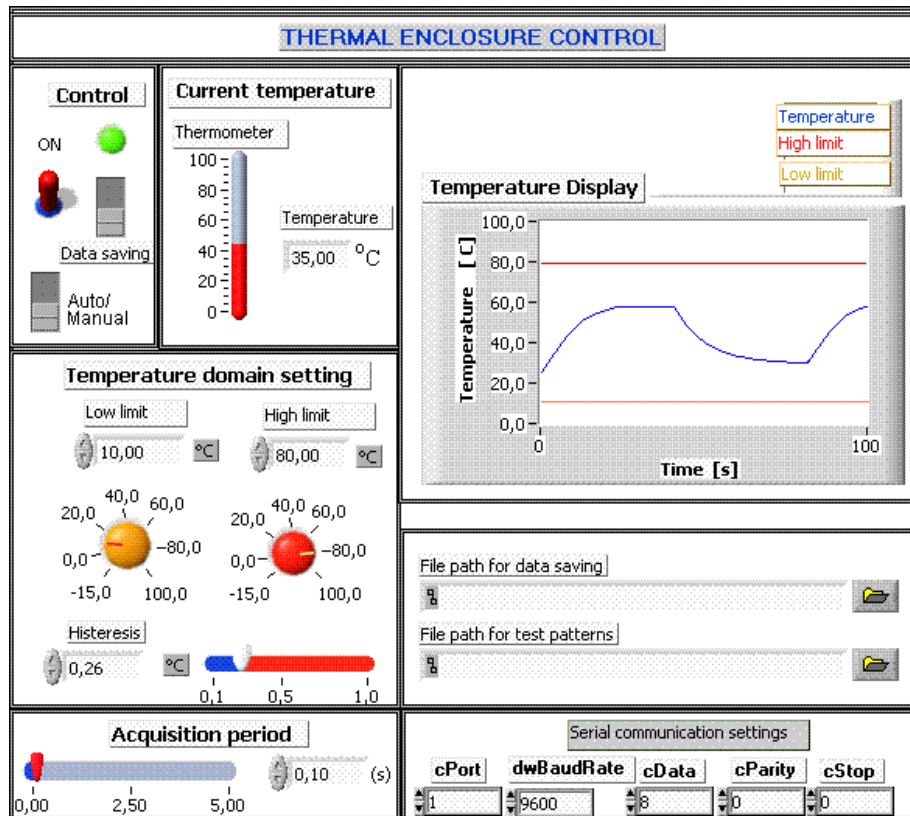 THERMAL ENCLOSURE CONTROL
Control
ON
Data saving
Auto/
Manual
Current temperature
Thermometer
100
80
60
40
20
0
Temperature
35,00 °C
Temperature
High limit
Low limit
Temperature Display
Temperature [C]
100,0
80,0
60,0
40,0
20,0
0,0
0 100
Time [s]
Temperature domain setting
Low limit
10,00 °C
High limit
80,00 °C
-15,0 0,0 20,0 40,0 60,0 80,0 100,0
-15,0 0,0 20,0 40,0 60,0 80,0 100,0
Histeresis
0,26 °C
0,1 0,5 1,0
File path for data saving
File path for test patterns
Acquisition period
0,00 2,50 5,00
0,10 (s)
Serial communication settings
cPort dwBaudRate cData cParity cStop
1 9600 8 0 0